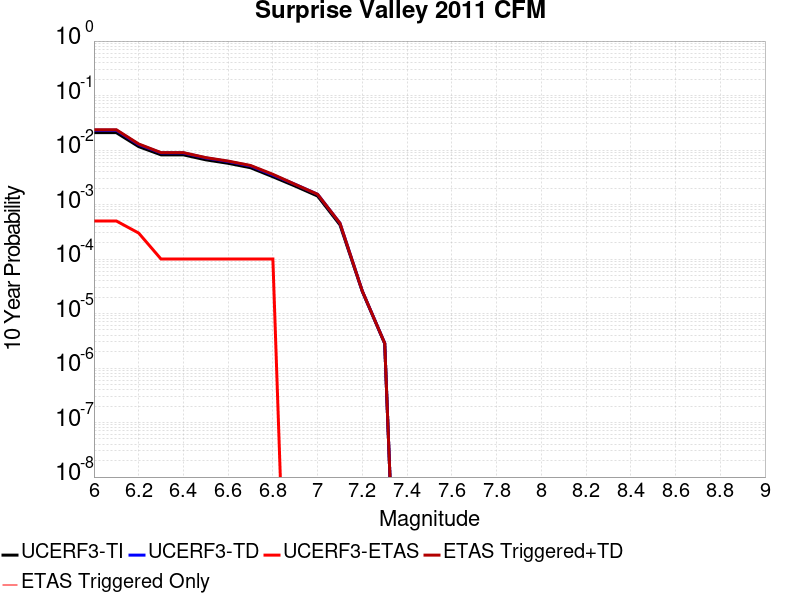 Surprise Valley 2011 CFM
10 Year Probability
10^0
10^-1
10^-2
10^-3
10^-4
10^-5
10^-6
10^-7
10^-8
6 6.2 6.4 6.6 6.8 7 7.2 7.4 7.6 7.8 8 8.2 8.4 8.6 8.8 9
Magnitude
UCERF3-TI UCERF3-TD UCERF3-ETAS ETAS Triggered+TD
ETAS Triggered Only